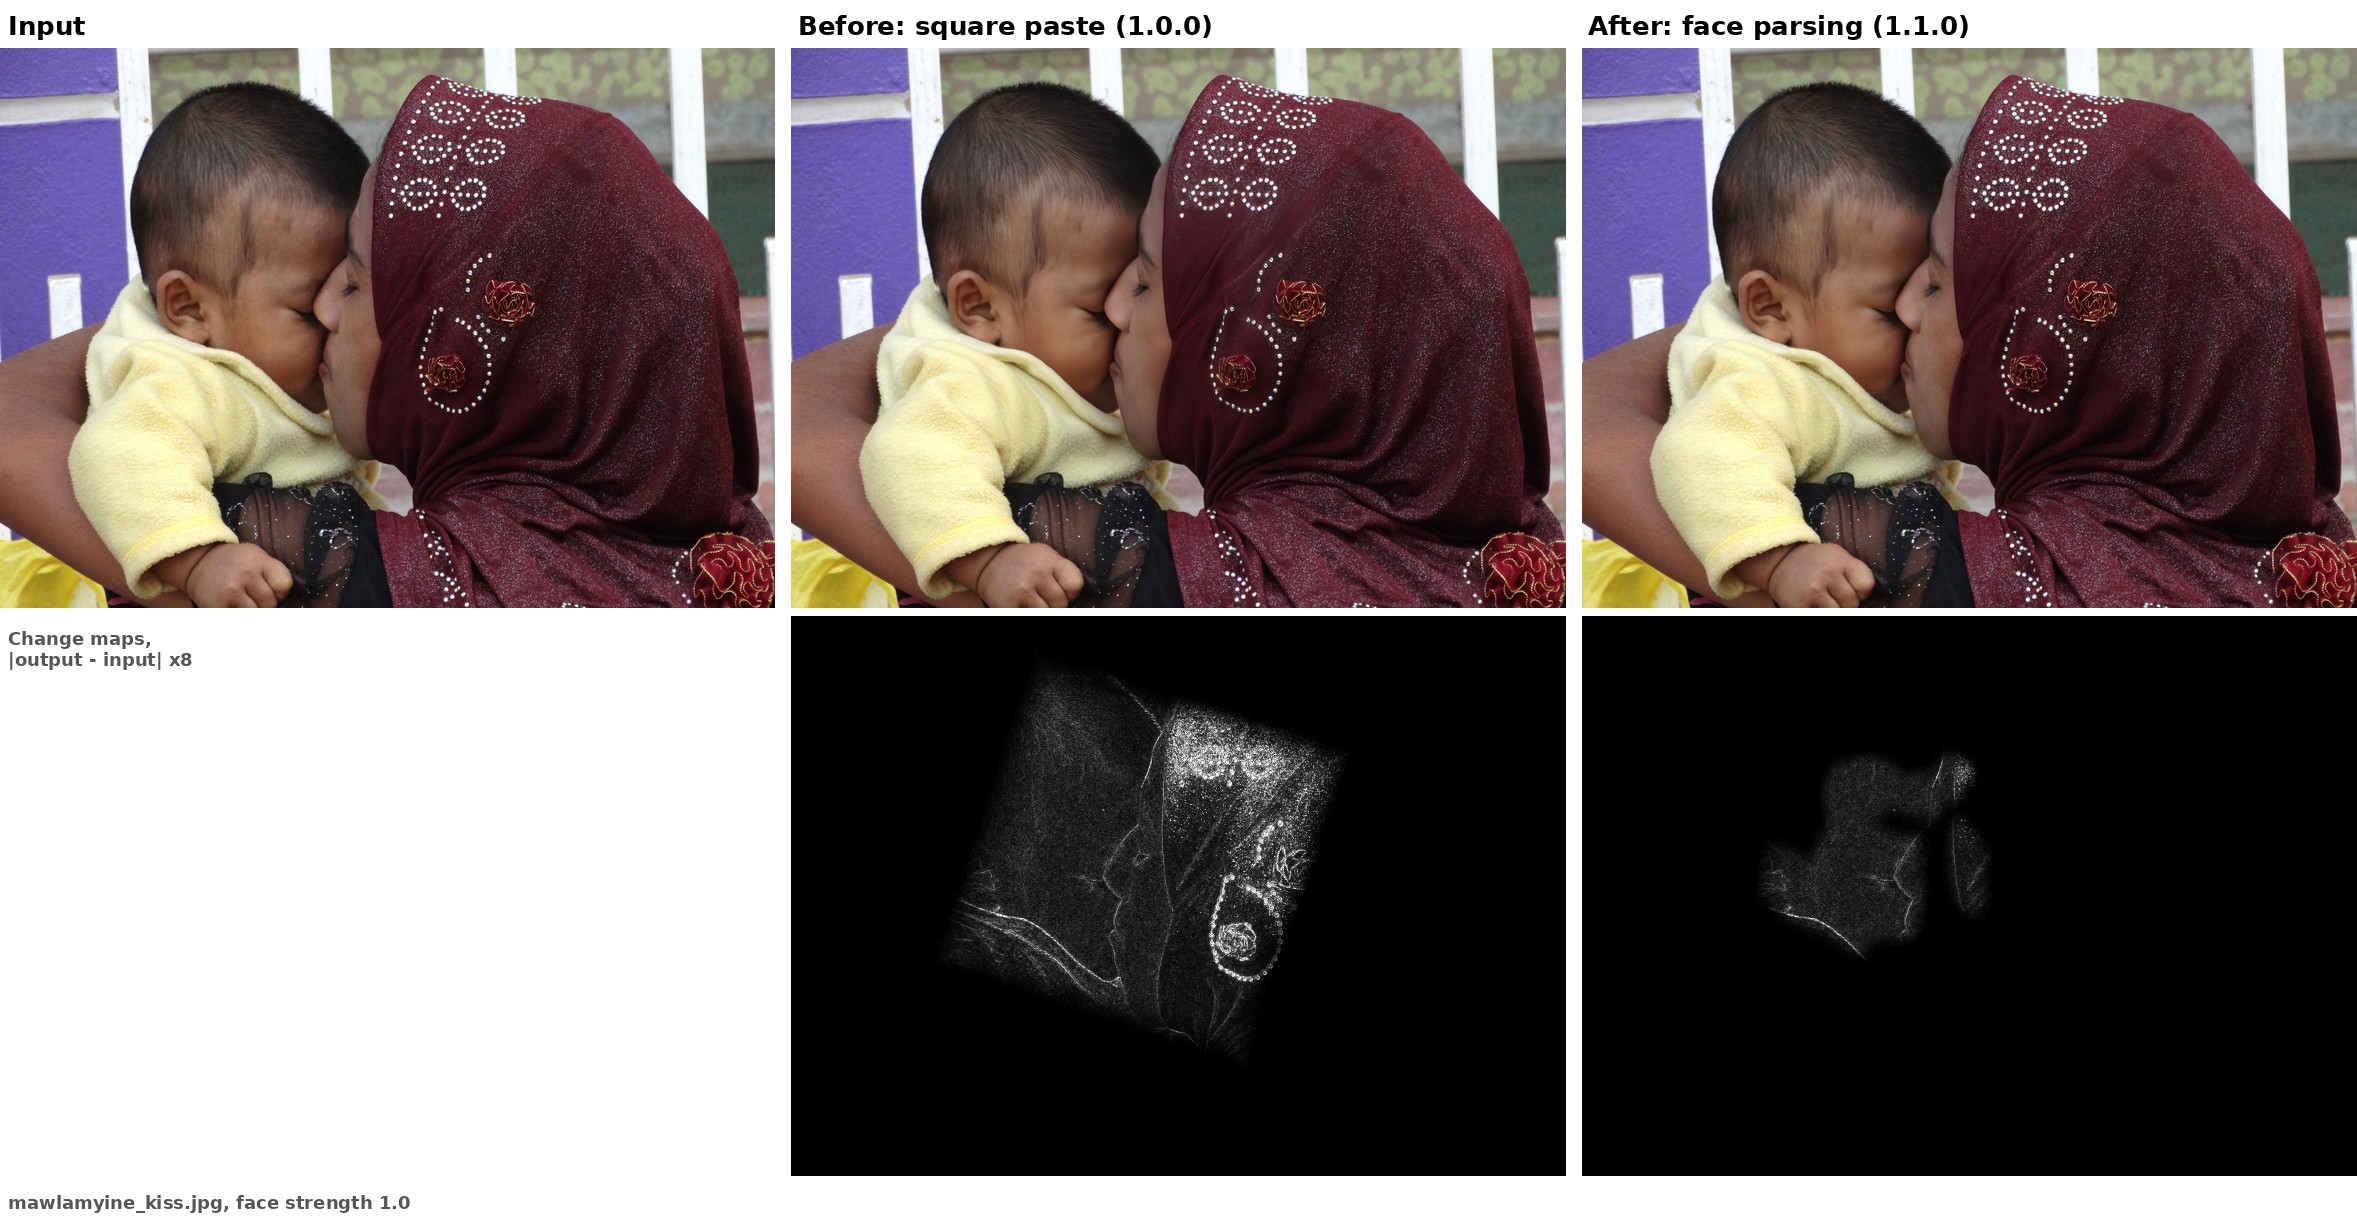 Input
Before: square paste (1.0.0)
After: face parsing (1.1.0)
Change maps,
|output - input| x8
mawlamyine_kiss.jpg, face strength 1.0